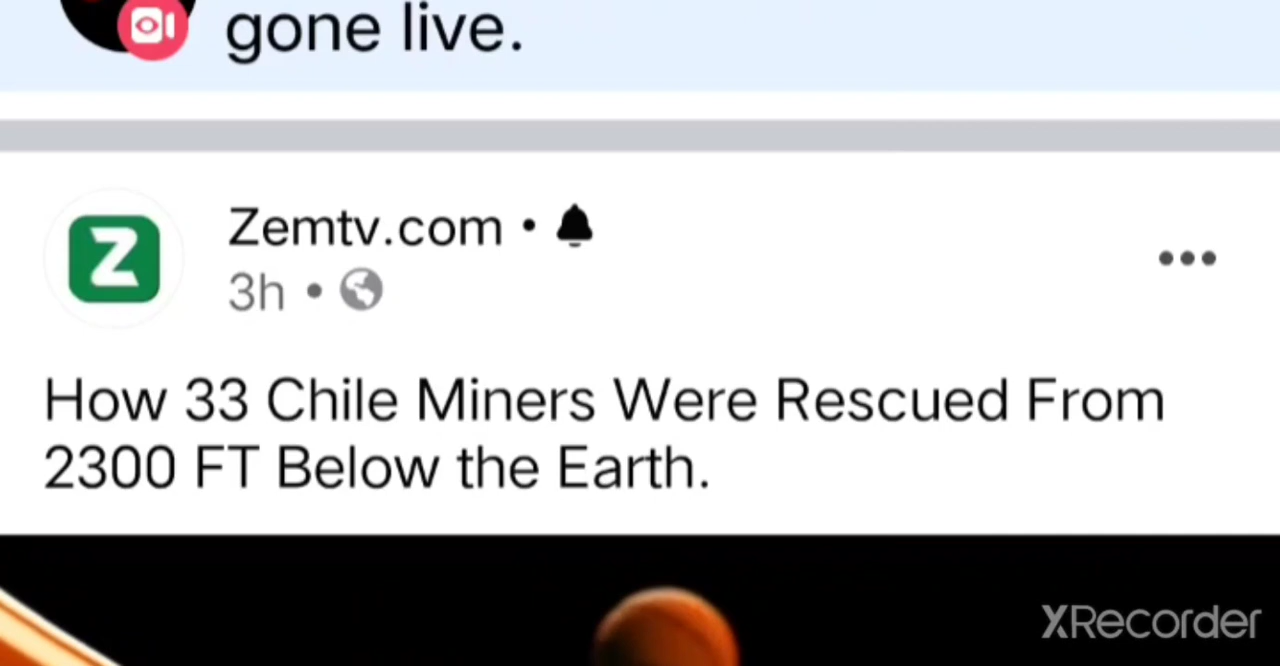 gone live.
Z
Zemtv.com •
3h •
How 33 Chile Miners Were Rescued From
2300 FT Below the Earth.
XRecorder